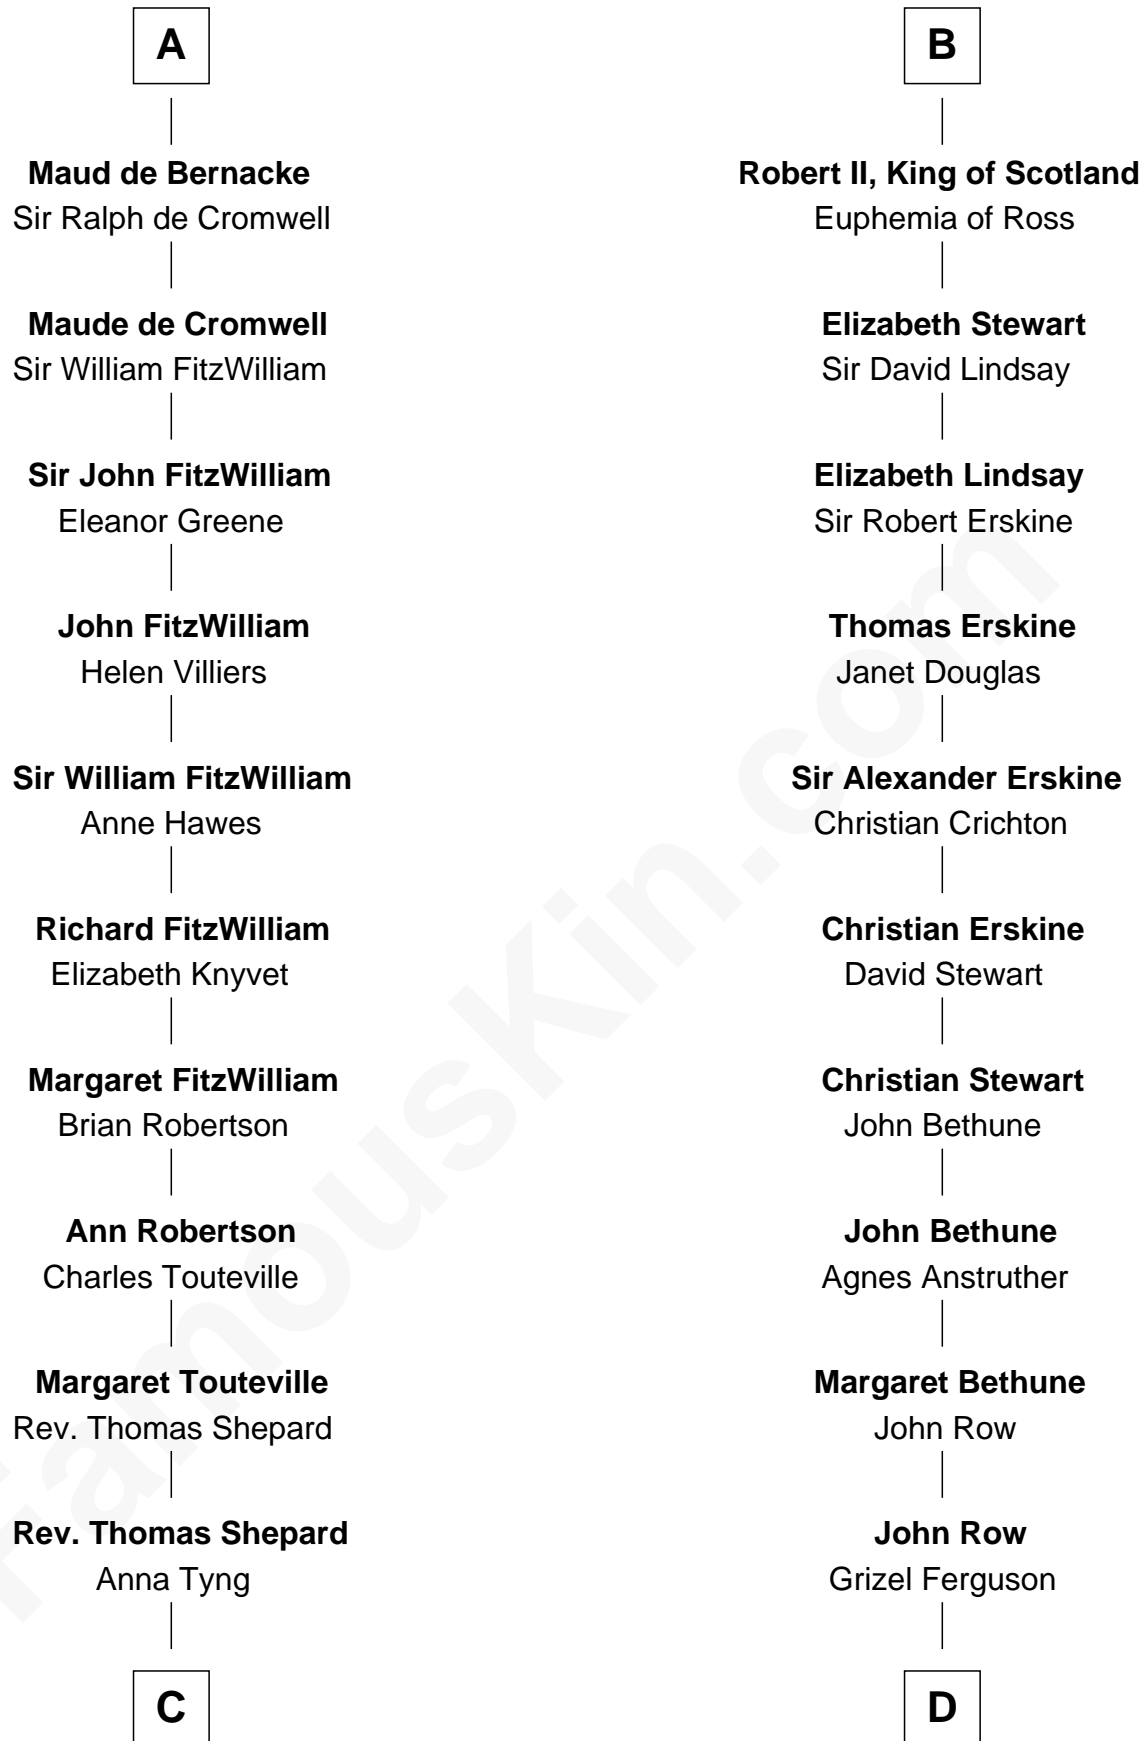 A
Maud de Bernacke
Sir Ralph de Cromwell
Maude de Cromwell
Sir William FitzWilliam
Sir John FitzWilliam
Eleanor Greene
John FitzWilliam
Helen Villiers
Sir William FitzWilliam
Anne Hawes
Richard FitzWilliam
Elizabeth Knyvet
Margaret FitzWilliam
Brian Robertson
Ann Robertson
Charles Touteville
Margaret Touteville
Rev. Thomas Shepard
Rev. Thomas Shepard
Anna Tyng
C
B
Robert II, King of Scotland
Euphemia of Ross
Elizabeth Stewart
Sir David Lindsay
Elizabeth Lindsay
Sir Robert Erskine
Thomas Erskine
Janet Douglas
Sir Alexander Erskine
Christian Crichton
Christian Erskine
David Stewart
Christian Stewart
John Bethune
John Bethune
Agnes Anstruther
Margaret Bethune
John Row
John Row
Grizel Ferguson
D
FamousKin.com